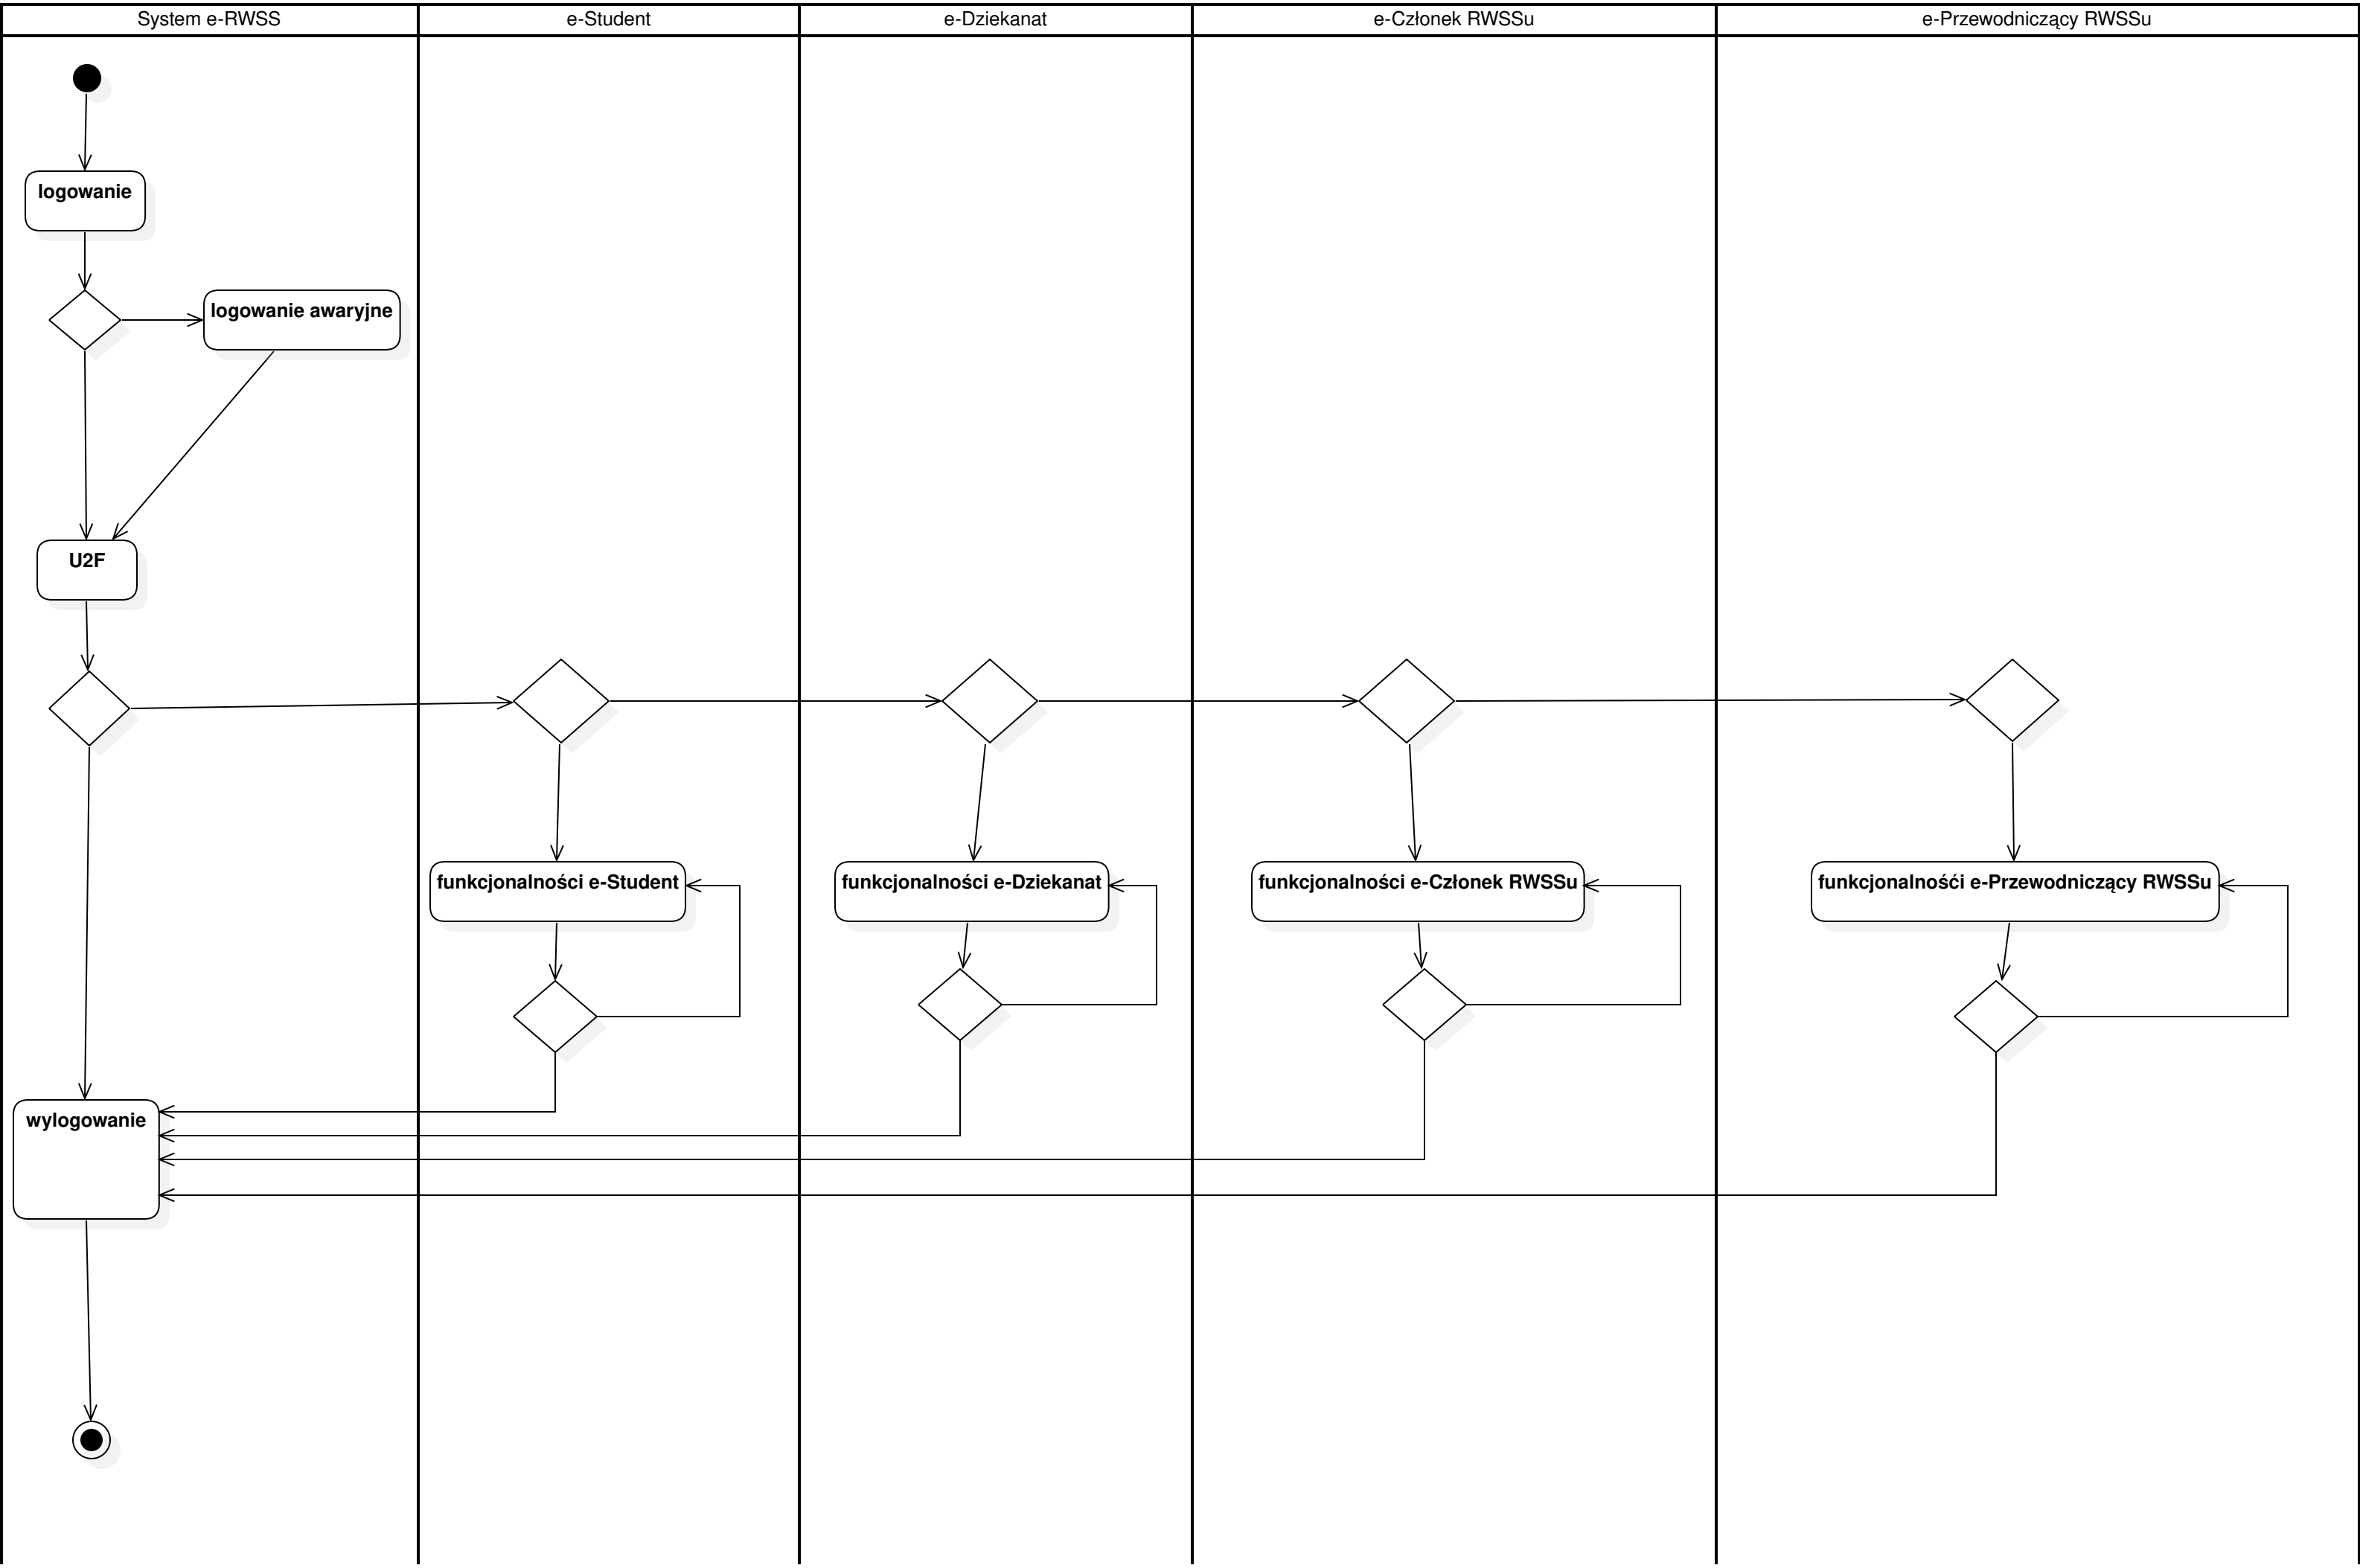 System e-RWSS
e-Student
e-Dziekanat
e-Członek RWSSu
e-Przewodniczący RWSSu
logowanie
logowanie awaryjne
U2F
funkcjonalności e-Student
funkcjonalności e-Dziekanat
funkcjonalności e-Członek RWSSu
funkcjonalnośći e-Przewodniczący RWSSu
wylogowanie